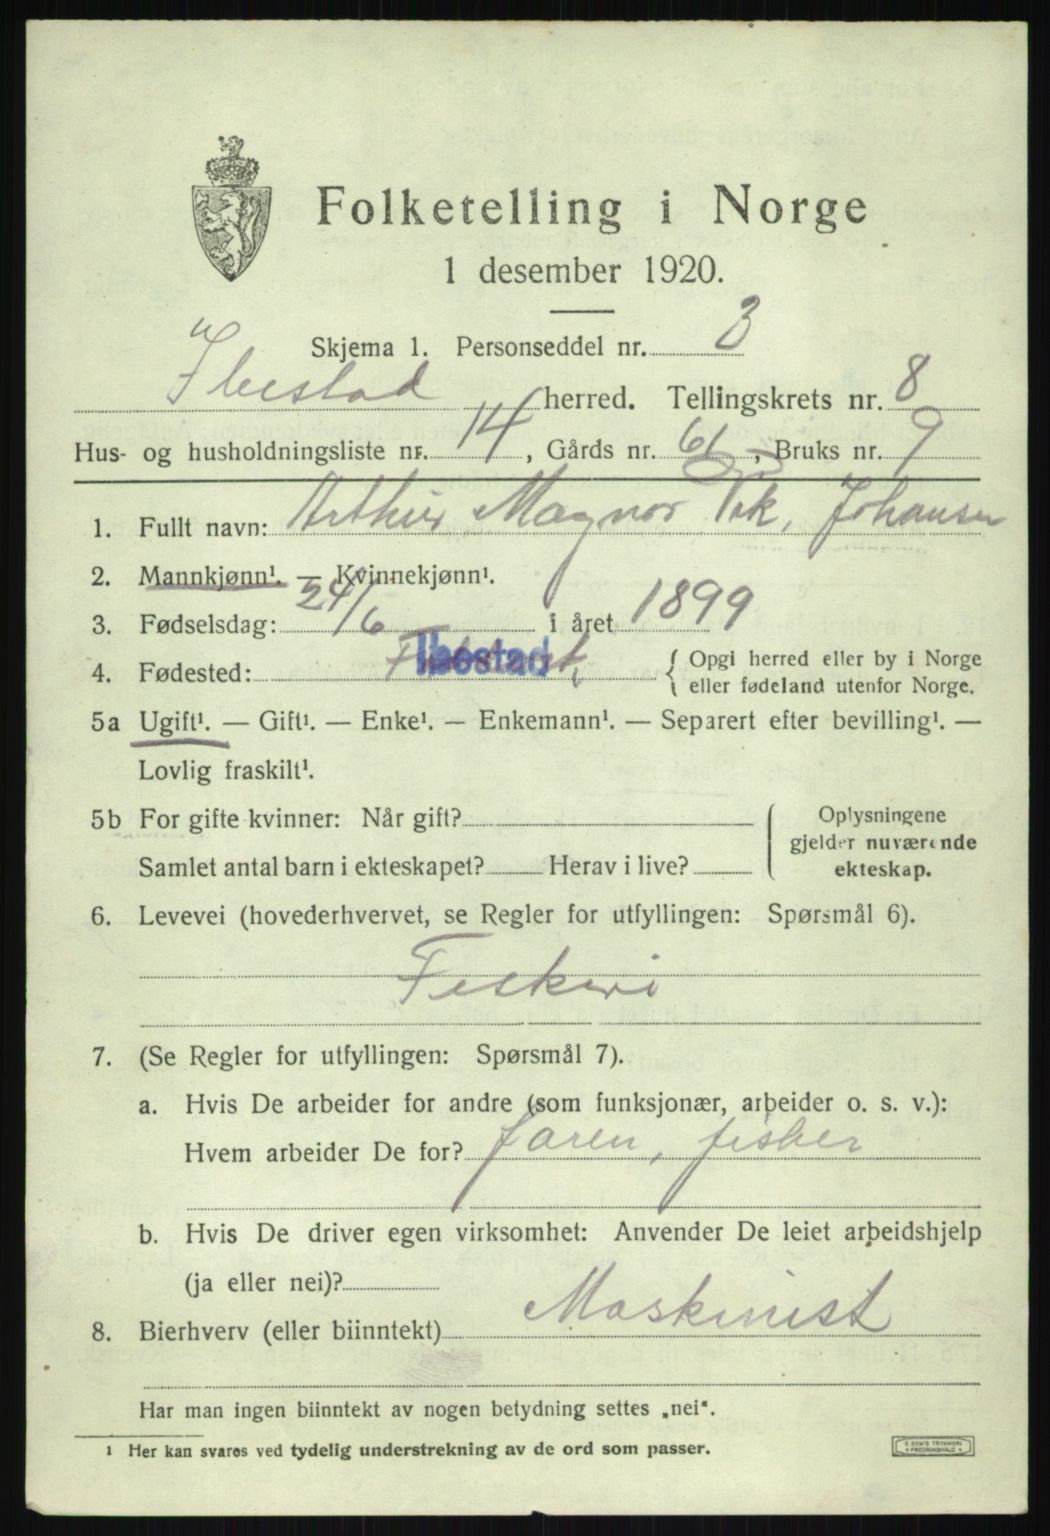 Folketelling i Norge
1 desember 1920.
Skjema 1. Personseddel nr. 3
Ibestad herred. Tellingskrets nr. 8
Hus- og husholdningsliste nr. 14, Gårds nr. 61, Bruks nr. 9
1. Fullt navn: Arthur Magnor Vik, Johansen
2. Mannkjønn¹. — Kvinnekjønn¹.
3. Fødselsdag: 24/6 i året 1899
4. Fødested: Ibestad { Opgi herred eller by i Norge
eller fødeland utenfor Norge.
5a Ugift¹. — Gift¹. — Enke¹. — Enkemann¹. — Separert efter bevilling¹. —
Lovlig fraskilt¹.
5b For gifte kvinner: Når gift?
Samlet antal barn i ekteskapet? Herav i live?
Oplysningene
gjelder nuværende
ekteskap.
6. Levevei (hovederhvervet, se Regler for utfyllingen: Spørsmål 6).
Feskeri
7. (Se Regler for utfyllingen: Spørsmål 7).
a. Hvis De arbeider for andre (som funksjonær, arbeider o. s. v.):
Hvem arbeider De for? faren, fisker
b. Hvis De driver egen virksomhet: Anvender De leiet arbeidshjelp
(ja eller nei)?
8. Bierhverv (eller biinntekt) Maskinist
Har man ingen biinntekt av nogen betydning settes „nei“.
¹ Her kan svares ved tydelig understrekning av de ord som passer.
E. SEM'S TRYKKERI
FREDRIKSHALD